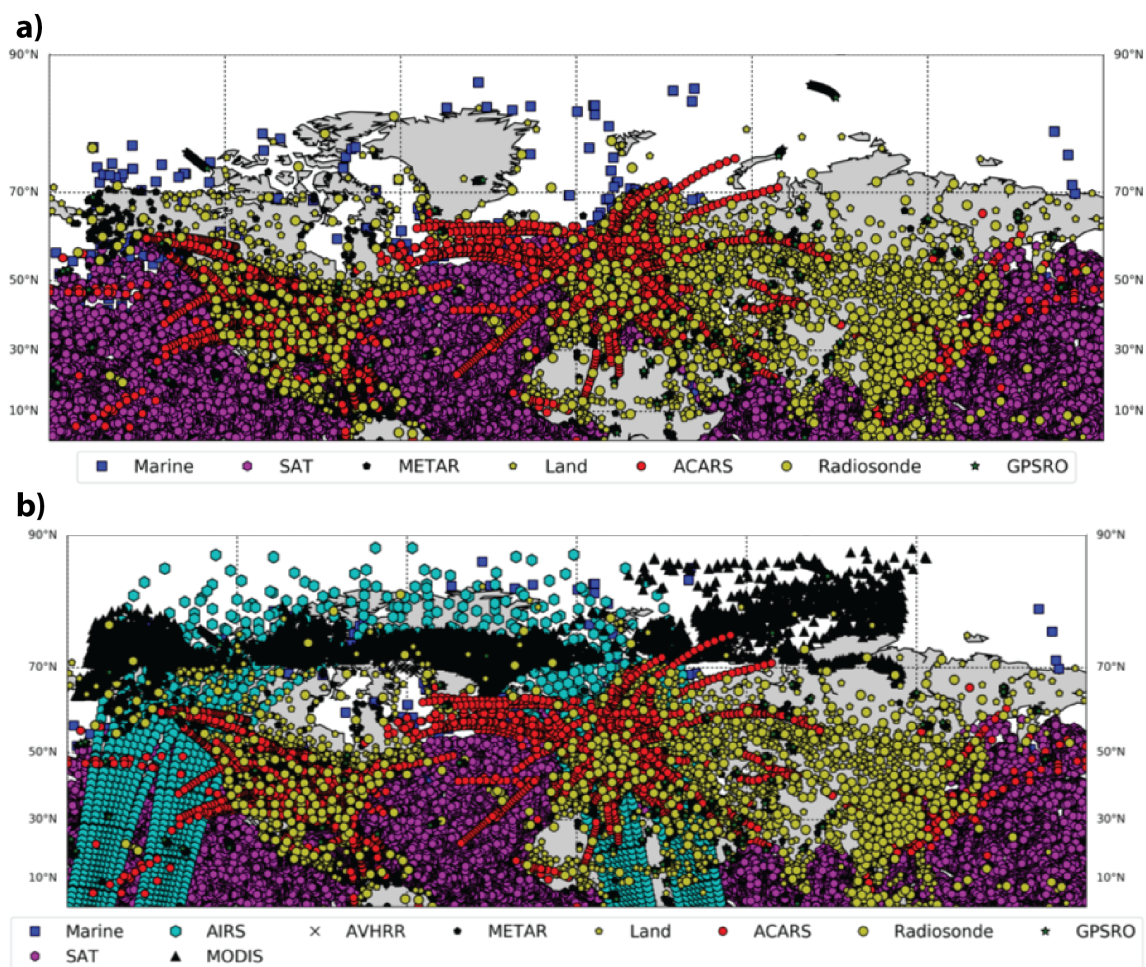 a)
90°N 90°N
70°N 70°N
50°N 50°N
30°N 30°N
10°N 10°N
Marine SAT METAR Land ACARS Radiosonde GPSRO
b)
90°N 90°N
70°N 70°N
50°N 50°N
30°N 30°N
10°N 10°N
Marine AIRS AVHRR METAR Land ACARS Radiosonde GPSRO
SAT MODIS